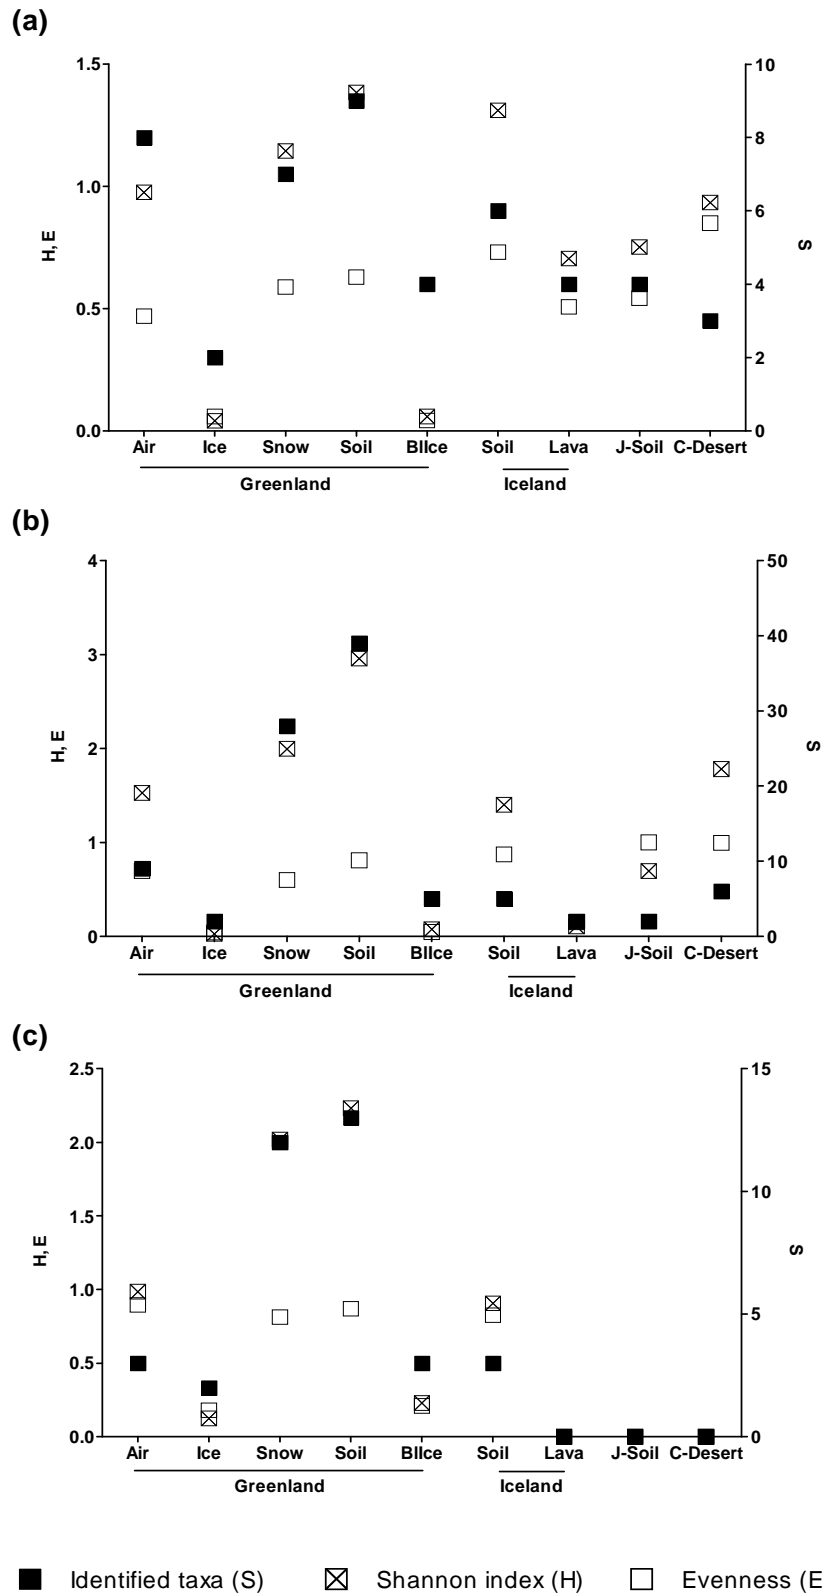 (a)
1.5
10
8
1.0
6
H, E
S
4
0.5
2
0.0
0
Air Ice Snow Soil BlIce Soil Lava J-Soil C-Desert
Greenland Iceland
(b)
4
50
40
3
30
H, E
2
S
20
1
10
0
0
Air Ice Snow Soil BlIce Soil Lava J-Soil C-Desert
Greenland Iceland
(c)
2.5
15
2.0
10
1.5
H, E
S
1.0
5
0.5
0.0
0
Air Ice Snow Soil BlIce Soil Lava J-Soil C-Desert
Greenland Iceland
Identified taxa (S) Shannon index (H) Evenness (E